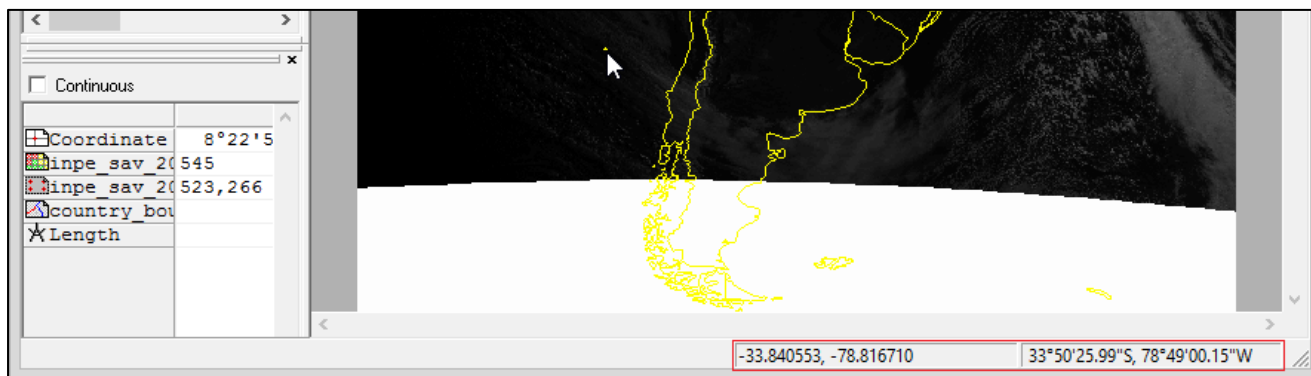 Continuous
Coordinate 8°22'5
inpe_sav_20 545
inpe_sav_20 523,266
country_bou
Length
-33.840553, -78.816710 33°50'25.99"S, 78°49'00.15"W